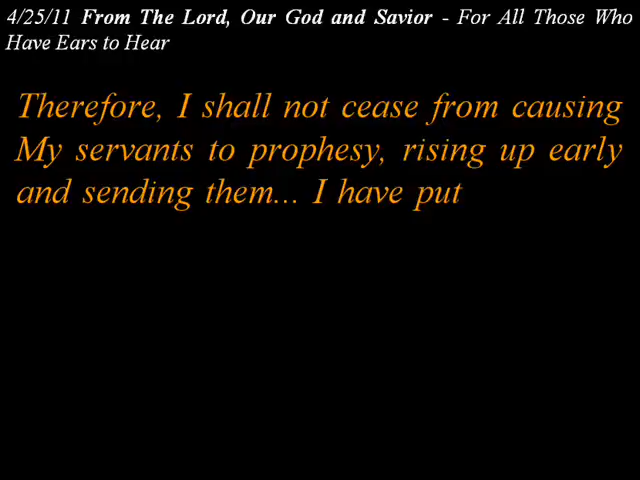 4/25/11 From The Lord, Our God and Savior - For All Those Who
Have Ears to Hear
Therefore, I shall not cease from causing
My servants to prophesy, rising up early
and sending them... I have put